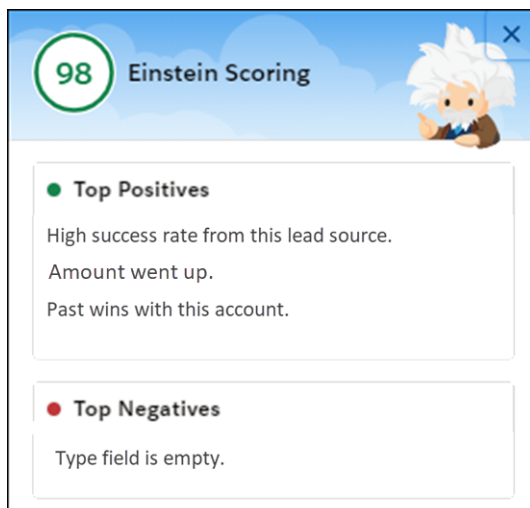 98 Einstein Scoring
Top Positives
High success rate from this lead source.
Amount went up.
Past wins with this account.
Top Negatives
Type field is empty.